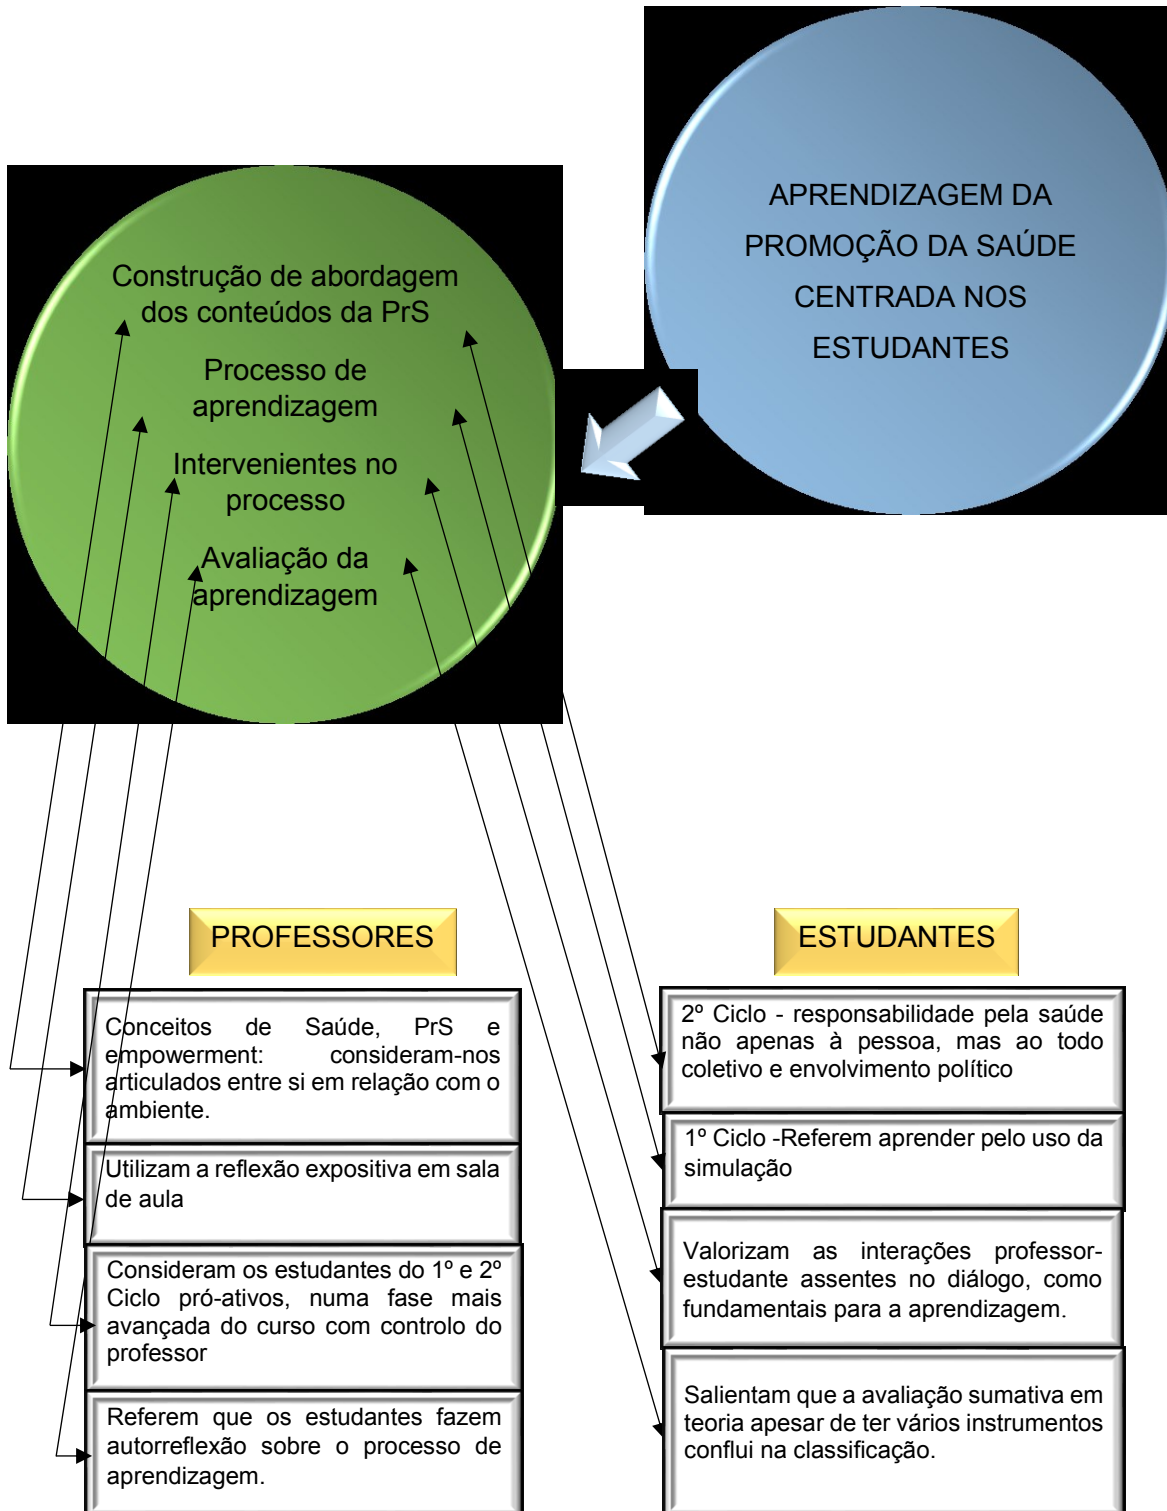 APRENDIZAGEM DA
PROMOÇÃO DA SAÚDE
CENTRADA NOS
ESTUDANTES
Construção de abordagem
dos conteúdos da PrS
Processo de
aprendizagem
Intervenientes no
processo
Avaliação da
aprendizagem
PROFESSORES
Conceitos de Saúde, PrS e
empowerment: consideram-nos
articulados entre si em relação com o
ambiente.
Utilizam a reflexão expositiva em sala
de aula
Consideram os estudantes do 1º e 2º
Ciclo pró-ativos, numa fase mais
avançada do curso com controlo do
professor
Referem que os estudantes fazem
autorreflexão sobre o processo de
aprendizagem.
ESTUDANTES
2º Ciclo - responsabilidade pela saúde
não apenas à pessoa, mas ao todo
coletivo e envolvimento político
1º Ciclo -Referem aprender pelo uso da
simulação
Valorizam as interações professor-
estudante assentes no diálogo, como
fundamentais para a aprendizagem.
Salientam que a avaliação sumativa em
teoria apesar de ter vários instrumentos
conflui na classificação.